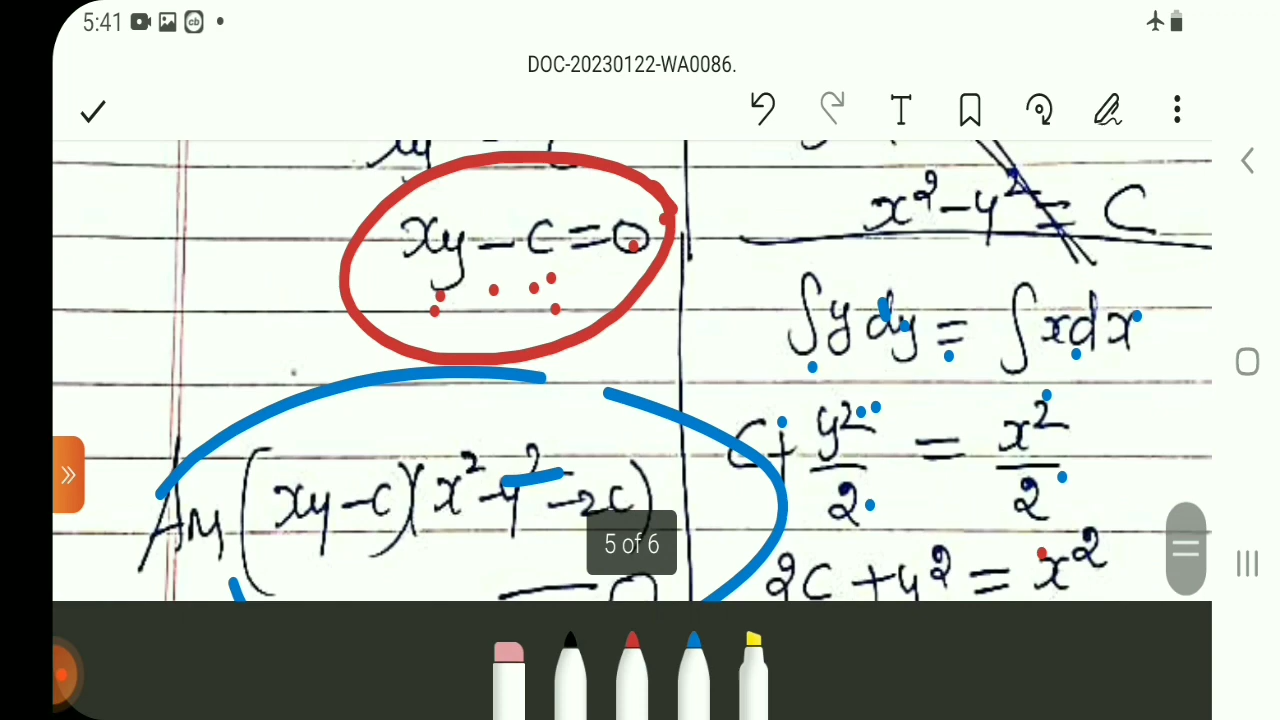 5:41
DOC-20230122-WA0086.
T
xy - c = 0
Ans (xy-c)(x²-y²-2c)
= 0
x² - y² = C
∫y dy = ∫x dx
C + y²/2 = x²/2
2C + y² = x²
5 of 6